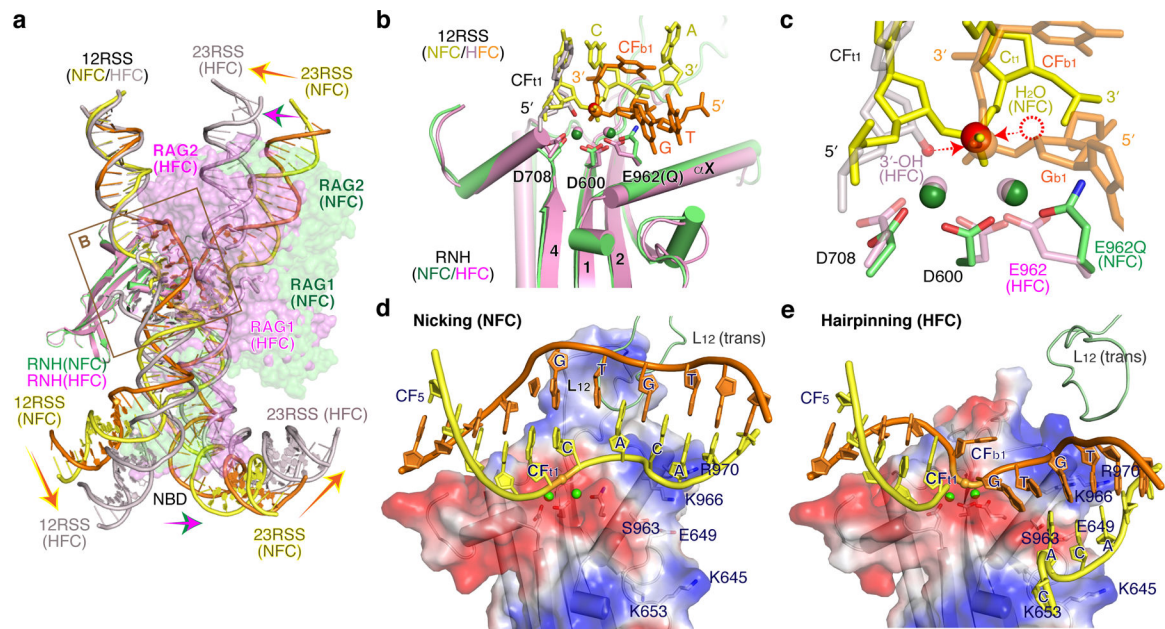 a
12RSS
(NFC/HFC)
23RSS
(HFC)
23RSS
(NFC)
RAG2
(HFC)
RAG2
(NFC)
B
RAG1
(NFC)
RAG1
(HFC)
RNH(NFC)
RNH(HFC)
12RSS
(NFC)
23RSS (HFC)
NBD
12RSS
(HFC)
23RSS
(NFC)
b
12RSS
(NFC/HFC)
C
A
CFb1
CFt1
3′
3′
5′
5′
T
G
D708
D600
E962(Q)
αX
RNH
(NFC/HFC)
4
1
2
c
CFt1
3′
Ct1
CFb1
H2O
(NFC)
3′
5′
5′
3′-OH
(HFC)
Gb1
D708
D600
E962
(HFC)
E962Q
(NFC)
d
Nicking (NFC)
L12 (trans)
G
T
G
T
L12
CF5
C
A
C
A
CFt1
R970
K966
S963
E649
K645
K653
e
Hairpinning (HFC)
L12 (trans)
CF5
CFb1
CFt1
G
T
G
T
R970
K966
S963
E649
A
C
A
C
K645
K653